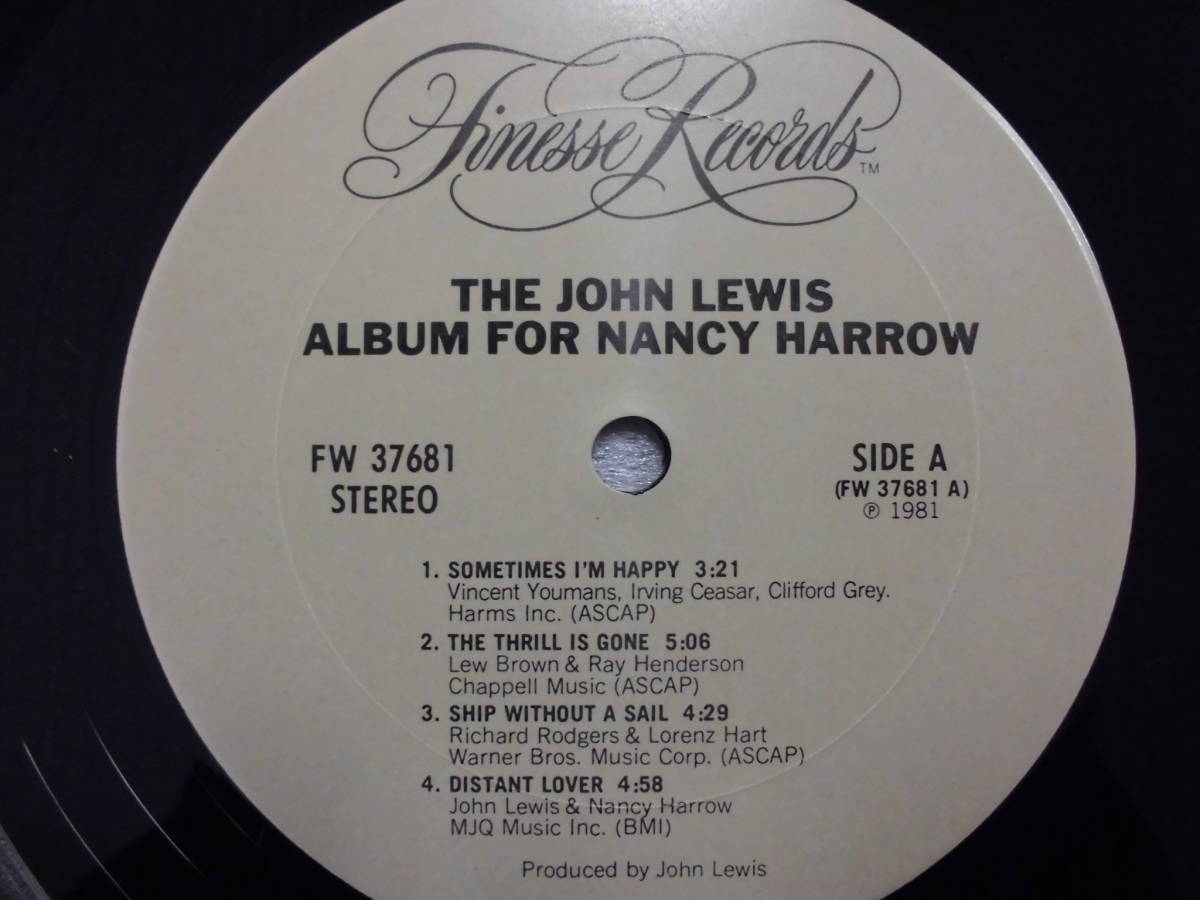 Finesse Records™
THE JOHN LEWIS
ALBUM FOR NANCY HARROW
FW 37681
STEREO
SIDE A
(FW 37681 A)
℗ 1981
1. SOMETIMES I'M HAPPY 3:21
Vincent Youmans, Irving Ceasar, Clifford Grey.
Harms Inc. (ASCAP)
2. THE THRILL IS GONE 5:06
Lew Brown & Ray Henderson
Chappell Music (ASCAP)
3. SHIP WITHOUT A SAIL 4:29
Richard Rodgers & Lorenz Hart
Warner Bros. Music Corp. (ASCAP)
4. DISTANT LOVER 4:58
John Lewis & Nancy Harrow
MJQ Music Inc. (BMI)
Produced by John Lewis